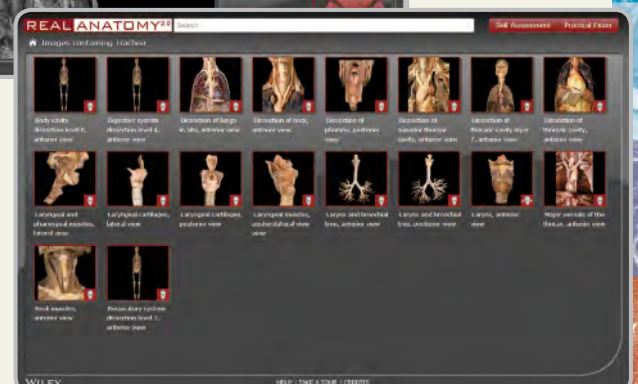 REAL ANATOMY 2.0
Search
Skill Assessment Practical Exam
Images containing trachea
Body cavity
dissection level 8,
anterior view
Digestive system
dissection level 4,
anterior view
Dissection of lungs
in situ, anterior view
Dissection of neck,
anterior view
Dissection of
pharynx, posterior
view
Dissection of
superior thoracic
cavity, anterior view
Dissection of
thoracic cavity layer
7, anterior view
Dissection of
thoracic cavity,
anterior view
Laryngeal and
pharyngeal muscles,
lateral view
Laryngeal cartilages,
lateral view
Laryngeal cartilages,
posterior view
Laryngeal muscles,
posterolateral view
view
Larynx and bronchial
tree, anterior view
Larynx and bronchial
tree, posterior view
Larynx, anterior
view
Major vessels of the
thorax, anterior view
Neck muscles,
anterior view
Respiratory system
dissection level 3,
anterior view
WILEY
HELP | TAKE A TOUR | CREDITS